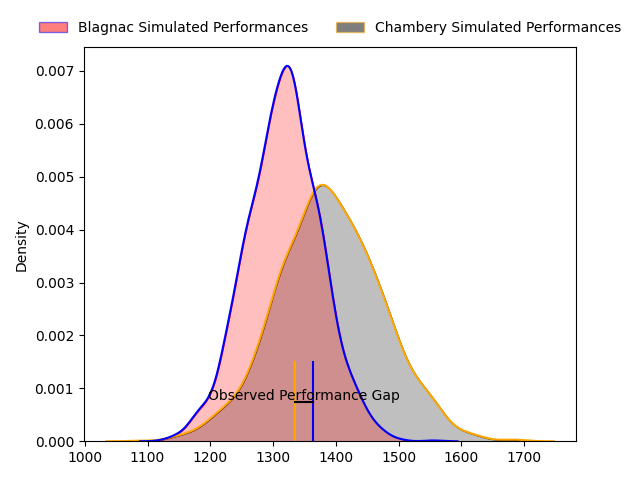 Blagnac Simulated Performances Chambery Simulated Performances
0.007
0.006
0.005
0.004
0.003
0.002
0.001
0.000
Density
Observed Performance Gap
1000 1100 1200 1300 1400 1500 1600 1700